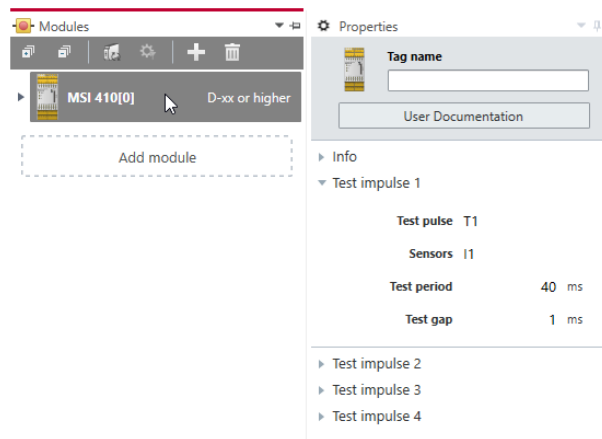 Modules
MSI 410[0]
D-xx or higher
Add module
Properties
Tag name
User Documentation
Info
Test impulse 1
Test pulse T1
Sensors I1
Test period 40 ms
Test gap 1 ms
Test impulse 2
Test impulse 3
Test impulse 4